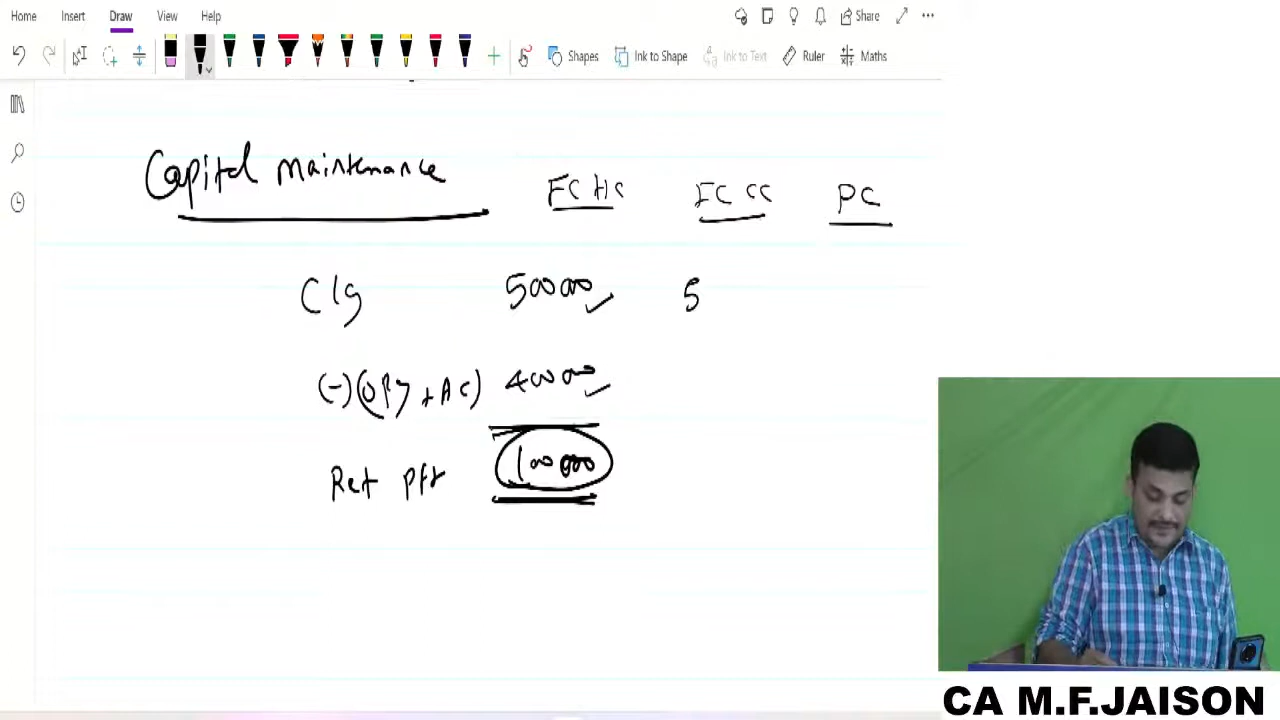 Home Insert Draw View Help Share
Shapes Ink to Shape Ink to Text Ruler Maths
Capital maintenance FC HC FC CC PC
Clg 500000 5
(-) (OPg + AC) 400000
Ret pft 100000
CA M.F.JAISON